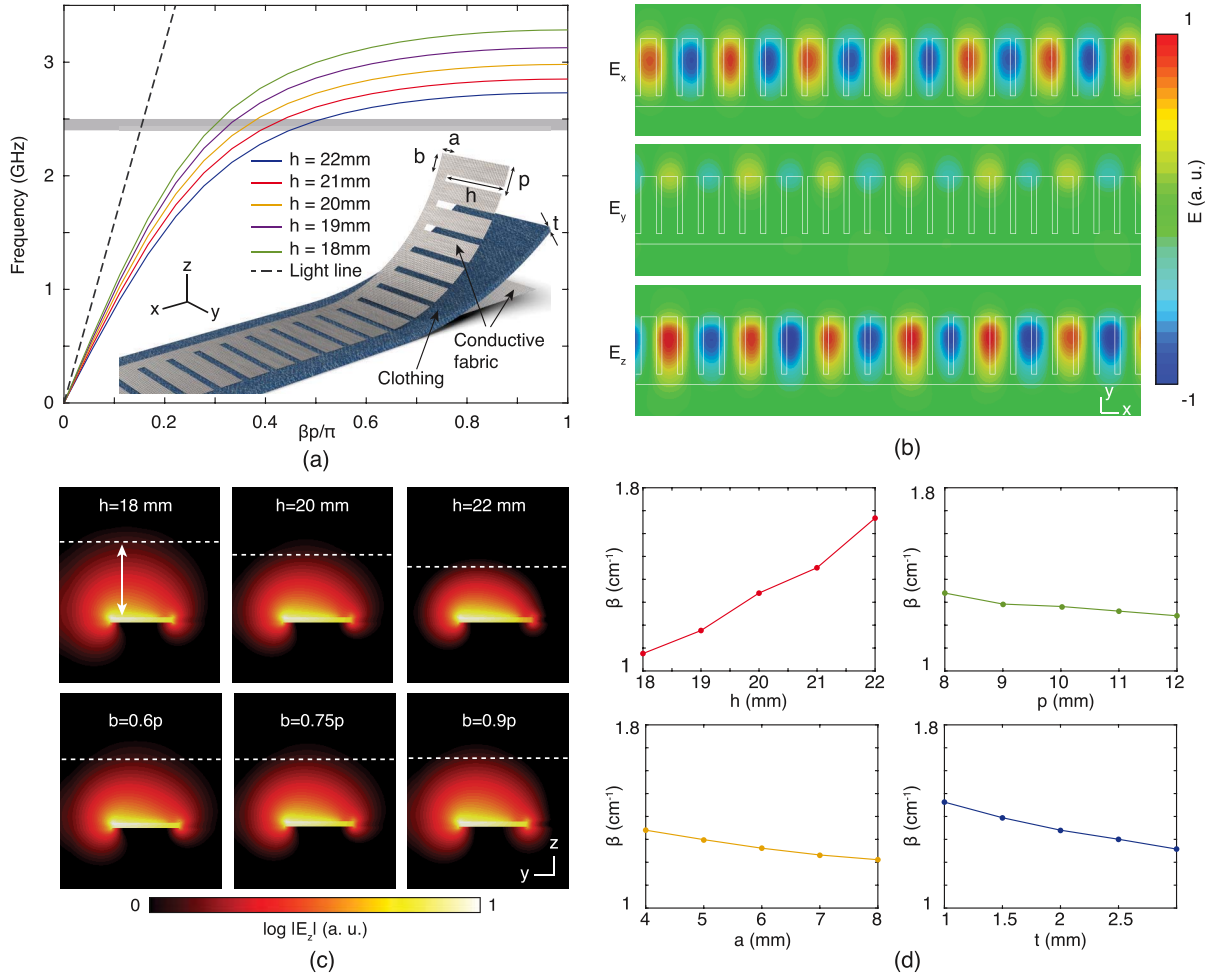 3
2
1
0
Frequency (GHz)
h = 22mm
h = 21mm
h = 20mm
h = 19mm
h = 18mm
Light line
a
b
h
p
t
z
x
y
Clothing
Conductive
fabric
0
0.2
0.4
0.6
0.8
1
βp/π
(a)
Ex
Ey
Ez
y
x
1
E (a. u.)
-1
(b)
h=18 mm
h=20 mm
h=22 mm
b=0.6p
b=0.75p
b=0.9p
z
y
0
1
log |Ez| (a. u.)
(c)
1.8
β (cm-1)
1
18
19
20
21
22
h (mm)
1.8
β (cm-1)
1
8
9
10
11
12
p (mm)
1.8
β (cm-1)
1
4
5
6
7
8
a (mm)
1.8
β (cm-1)
1
1
1.5
2
2.5
t (mm)
(d)